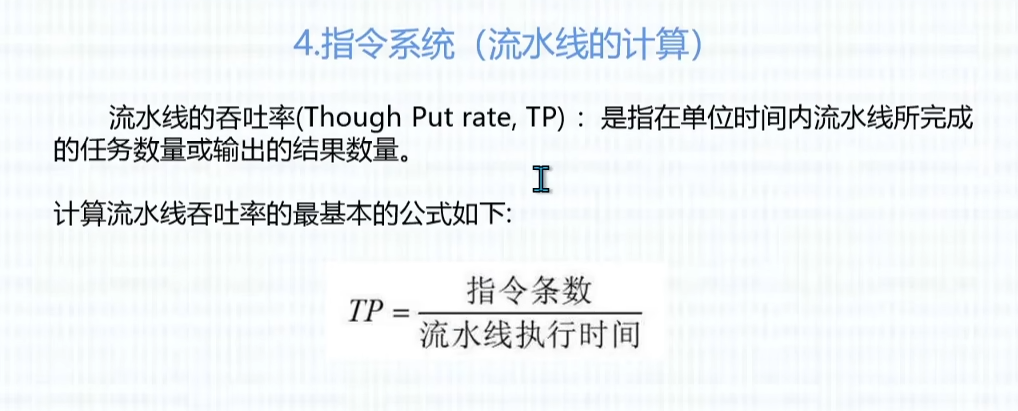 4.指令系统（流水线的计算）
流水线的吞吐率(Though Put rate, TP) ：是指在单位时间内流水线所完成
的任务数量或输出的结果数量。
计算流水线吞吐率的最基本的公式如下:
TP = 指令条数 / 流水线执行时间